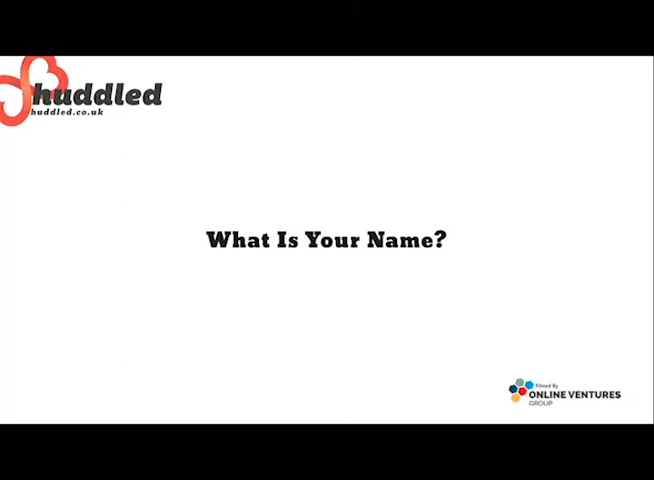 huddled
huddled.co.uk
What Is Your Name?
Filmed By
ONLINE VENTURES
GROUP